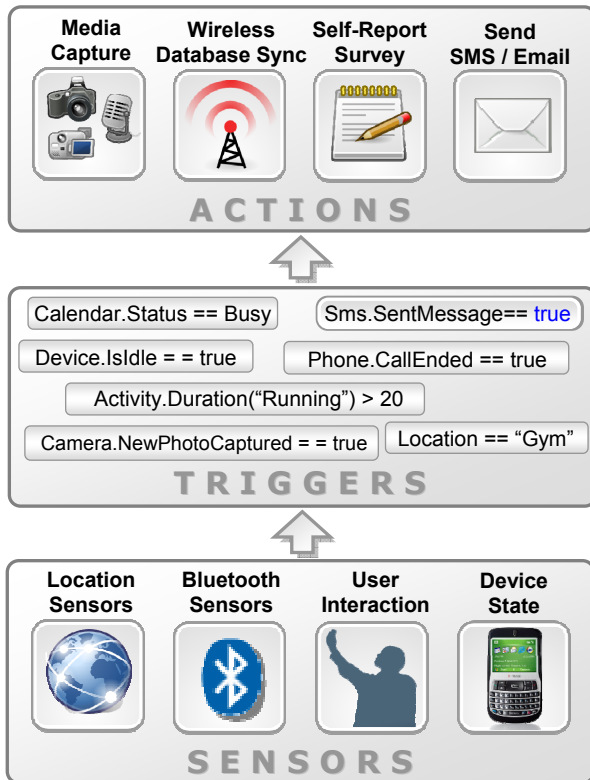 Media Capture
Wireless Database Sync
Self-Report Survey
Send SMS / Email
ACTIONS
Calendar.Status == Busy
Sms.SentMessage== true
Device.IsIdle = = true
Phone.CallEnded == true
Activity.Duration(“Running”) > 20
Camera.NewPhotoCaptured = = true
Location == “Gym”
TRIGGERS
Location Sensors
Bluetooth Sensors
User Interaction
Device State
SENSORS